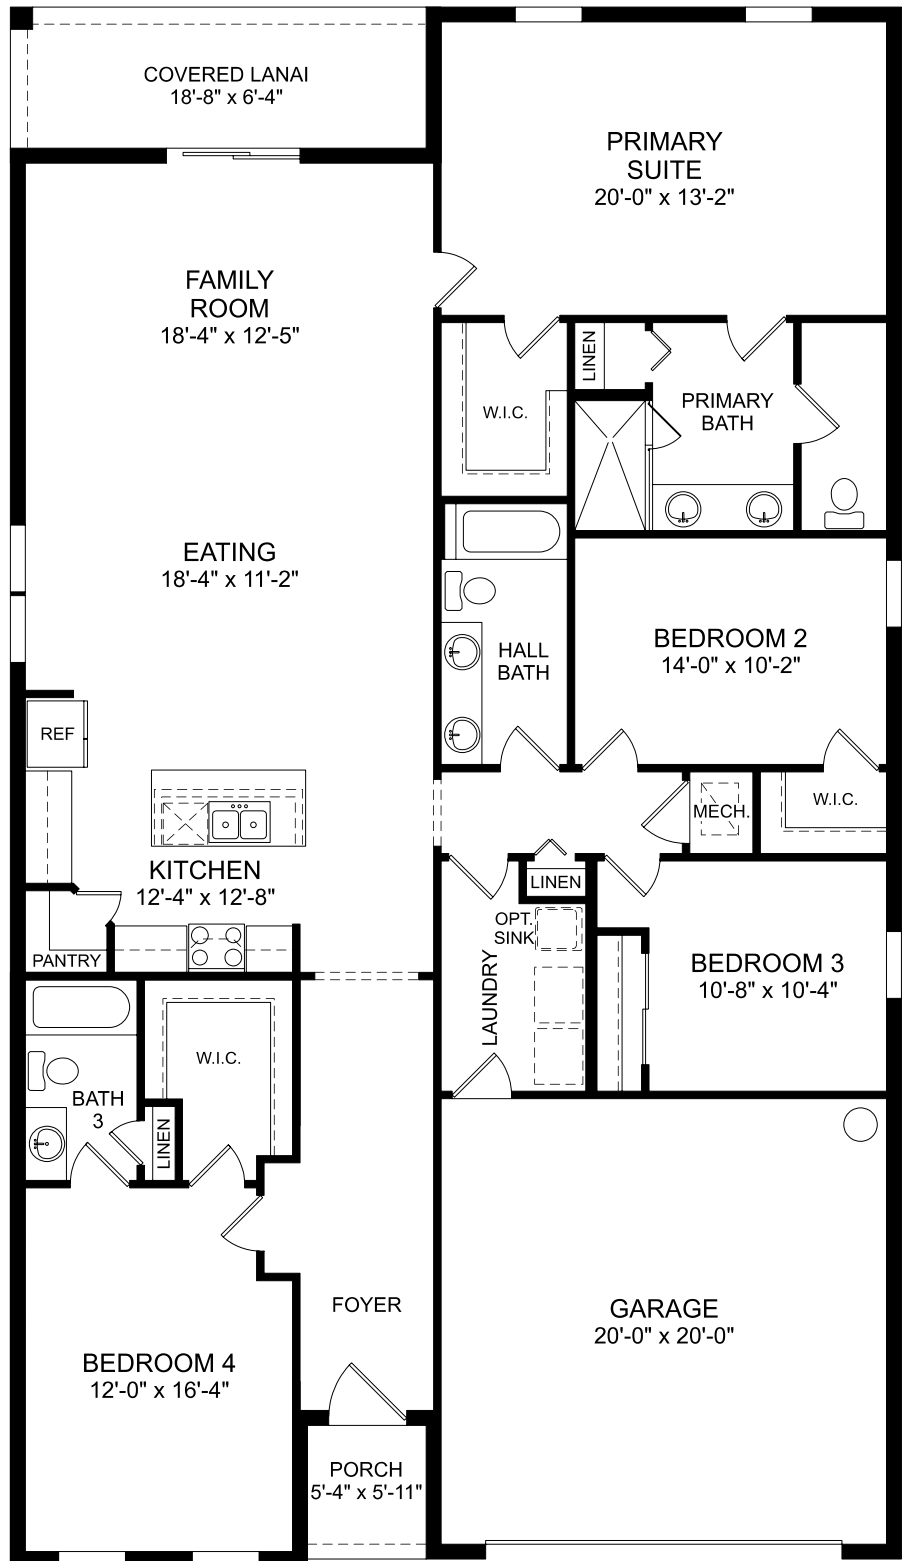 COVERED LANAI
18'-8" x 6'-4"
PRIMARY
SUITE
20'-0" x 13'-2"
FAMILY
ROOM
18'-4" x 12'-5"
LINEN
W.I.C.
PRIMARY
BATH
EATING
18'-4" x 11'-2"
HALL
BATH
BEDROOM 2
14'-0" x 10'-2"
REF
MECH.
W.I.C.
KITCHEN
12'-4" x 12'-8"
LINEN
OPT.
SINK
PANTRY
LAUNDRY
BEDROOM 3
10'-8" x 10'-4"
W.I.C.
BATH
3
LINEN
FOYER
GARAGE
20'-0" x 20'-0"
BEDROOM 4
12'-0" x 16'-4"
PORCH
5'-4" x 5'-11"